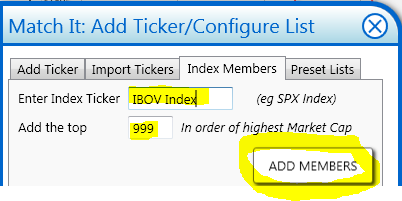 Match It: Add Ticker/Configure List
Add Ticker Import Tickers Index Members Preset Lists
Enter Index Ticker IBOV Index (eg SPX Index)
Add the top 999 In order of highest Market Cap
ADD MEMBERS